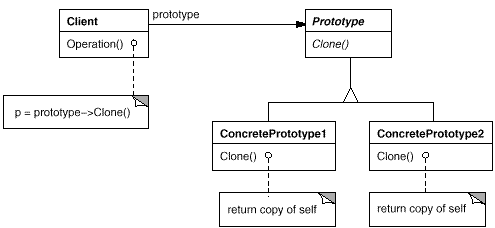 Client
prototype
Prototype
Operation()
Clone()
p = prototype−>Clone()
ConcretePrototype1
ConcretePrototype2
Clone()
Clone()
return copy of self
return copy of self